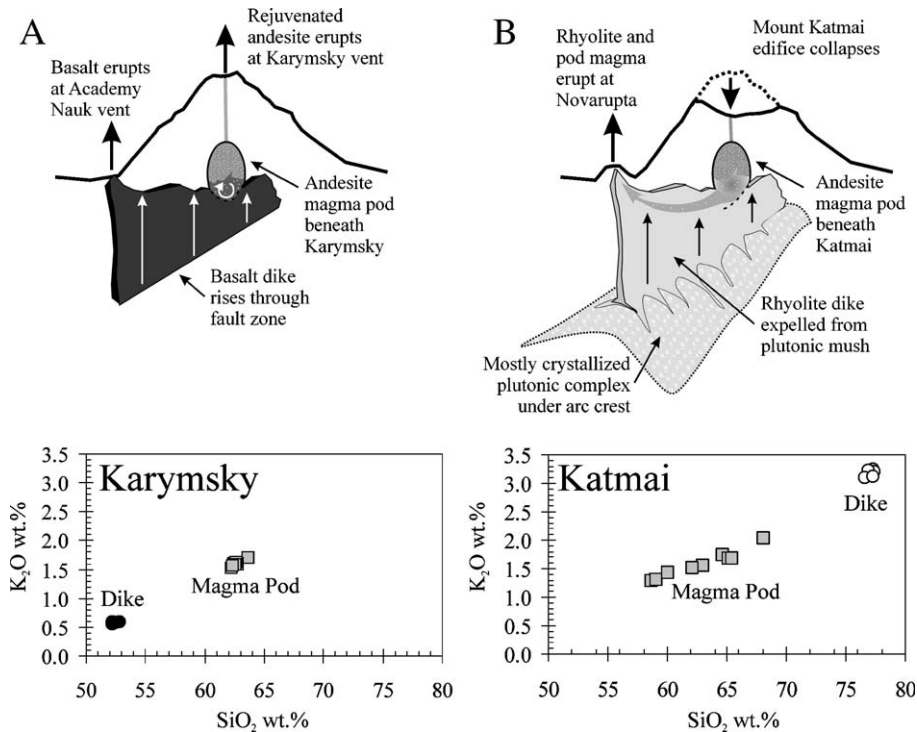 A
Rejuvenated
andesite erupts
at Karymsky vent
Basalt erupts
at Academy
Nauk vent
Andesite
magma pod
beneath
Karymsky
Basalt dike
rises through
fault zone
B
Rhyolite and
pod magma
erupt at
Novarupta
Mount Katmai
edifice collapses
Andesite
magma pod
beneath
Katmai
Rhyolite dike
expelled from
plutonic mush
Mostly crystallized
plutonic complex
under arc crest
Karymsky
K₂O wt.%
3.5
3.0
2.5
2.0
1.5
1.0
0.5
0.0
Magma Pod
Dike
50 55 60 65 70 75 80
SiO₂ wt.%
Katmai
K₂O wt.%
3.5
3.0
2.5
2.0
1.5
1.0
0.5
0.0
Dike
Magma Pod
50 55 60 65 70 75 80
SiO₂ wt.%